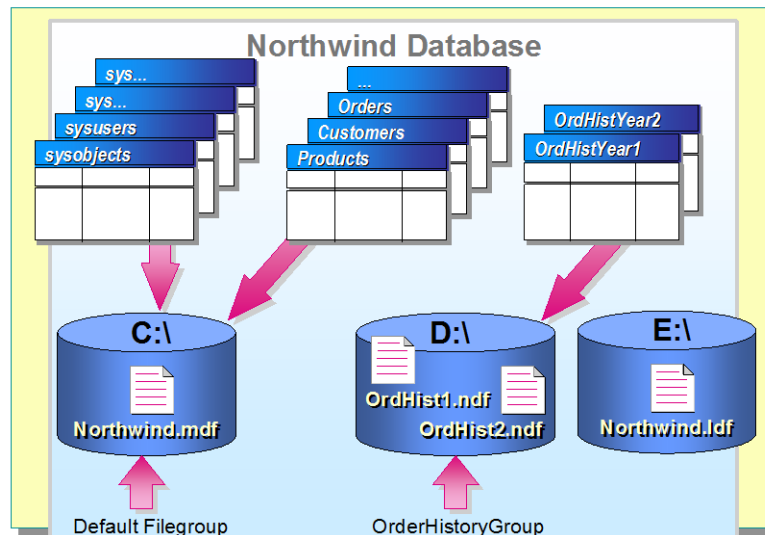 Northwind Database
sys...
sys...
sysusers
sysobjects
...
Orders
Customers
Products
OrdHistYear2
OrdHistYear1
C:\
Northwind.mdf
D:\
OrdHist1.ndf
OrdHist2.ndf
E:\
Northwind.ldf
Default Filegroup
OrderHistoryGroup